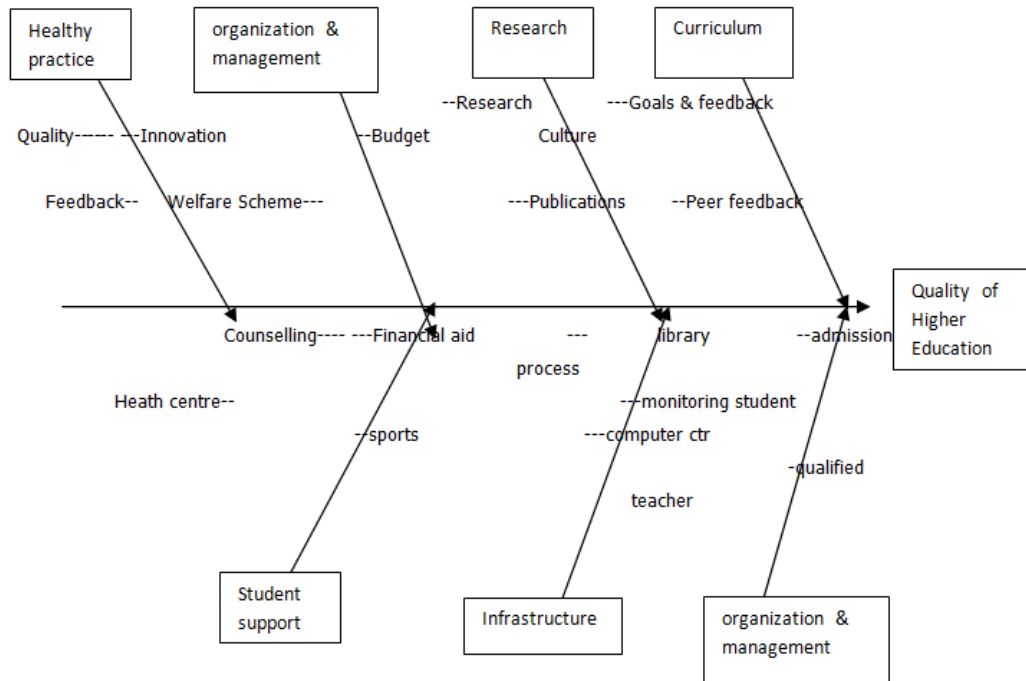 Healthy
practice
organization &
management
Research
Curriculum
--Research
---Goals & feedback
Quality------ ---Innovation
--Budget
Culture
Feedback--
Welfare Scheme---
---Publications
--Peer feedback
Quality of
Higher
Education
Counselling---- ---Financial aid
---
library
--admission
process
Heath centre--
---monitoring student
--sports
---computer ctr
-qualified
teacher
Student
support
Infrastructure
organization &
management